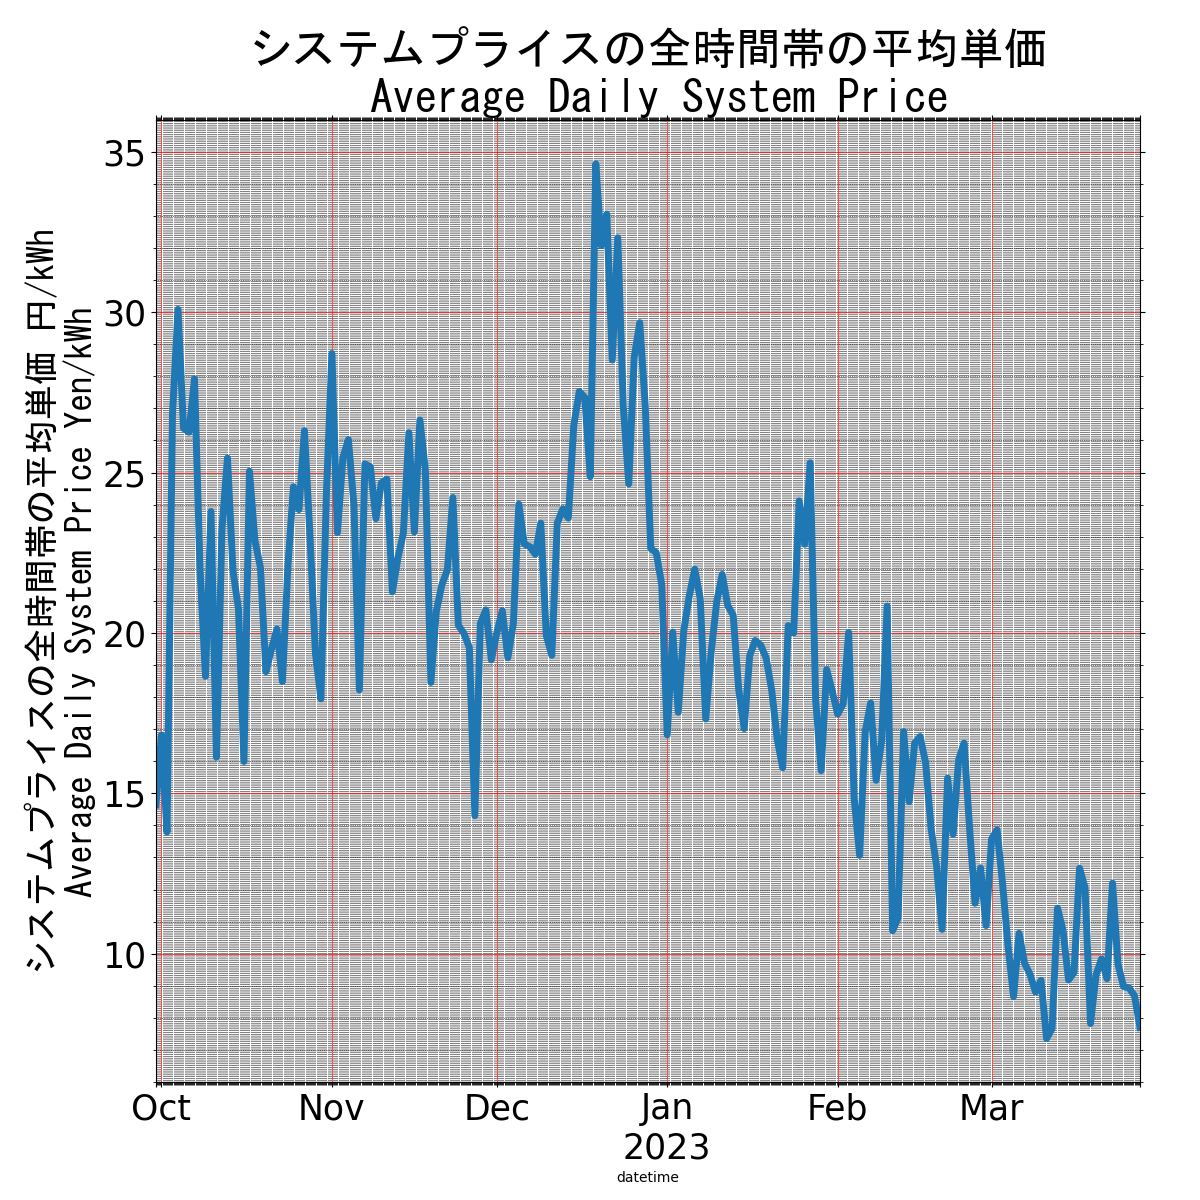 システムプライスの全時間帯の平均単価
Average Daily System Price
システムプライスの全時間帯の平均単価 円/kWh
Average Daily System Price Yen/kWh
35
30
25
20
15
10
Oct
Nov
Dec
Jan
Feb
Mar
2023
datetime